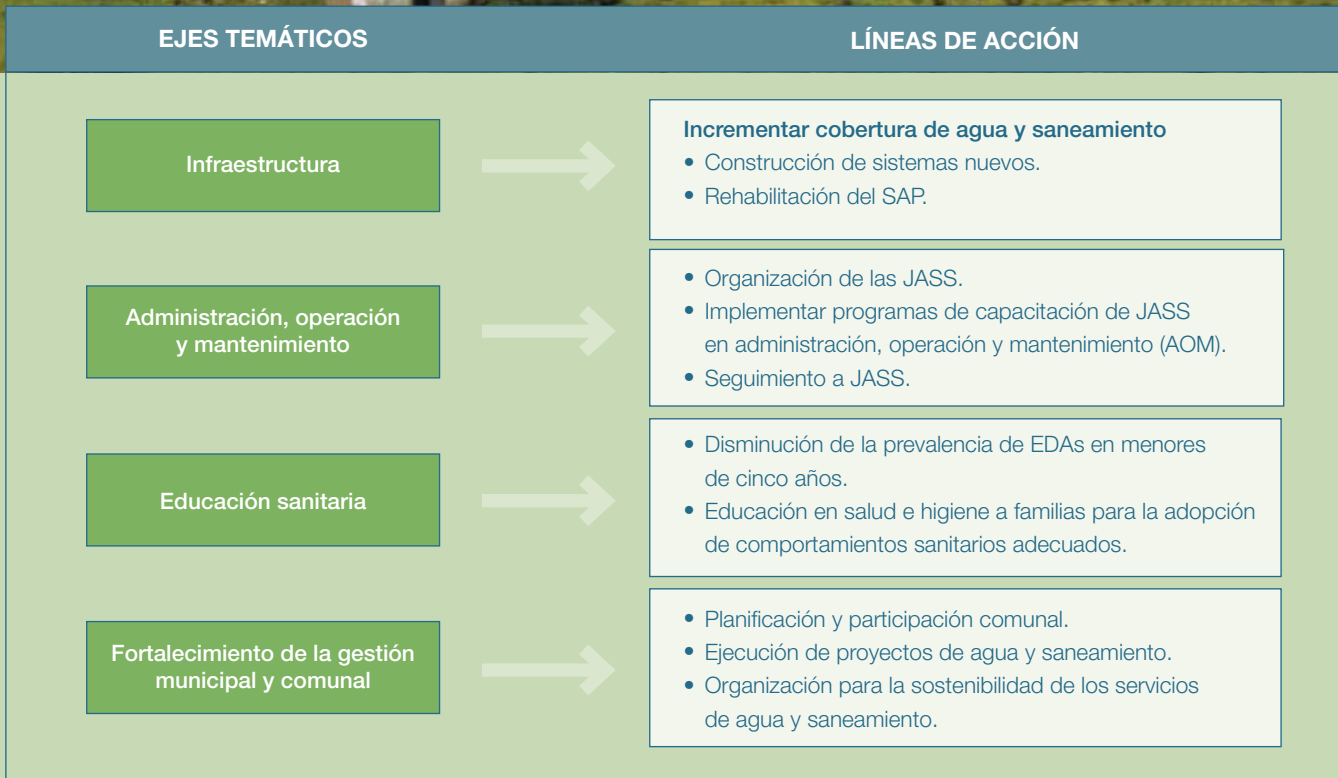 EJES TEMÁTICOS
LÍNEAS DE ACCIÓN
Infraestructura
Incrementar cobertura de agua y saneamiento
• Construcción de sistemas nuevos.
• Rehabilitación del SAP.
Administración, operación
y mantenimiento
• Organización de las JASS.
• Implementar programas de capacitación de JASS
en administración, operación y mantenimiento (AOM).
• Seguimiento a JASS.
Educación sanitaria
• Disminución de la prevalencia de EDAs en menores
de cinco años.
• Educación en salud e higiene a familias para la adopción
de comportamientos sanitarios adecuados.
Fortalecimiento de la gestión
municipal y comunal
• Planificación y participación comunal.
• Ejecución de proyectos de agua y saneamiento.
• Organización para la sostenibilidad de los servicios
de agua y saneamiento.